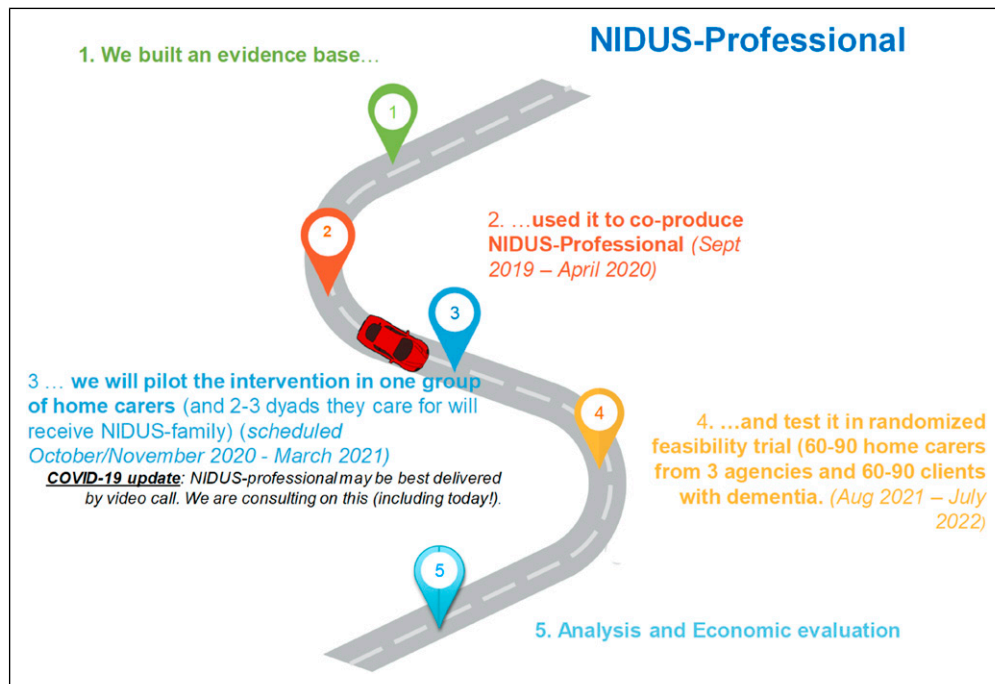 NIDUS-Professional
1. We built an evidence base…
1
2
2. …used it to co-produce
NIDUS-Professional (Sept
2019 – April 2020)
3
3 … we will pilot the intervention in one group
of home carers (and 2-3 dyads they care for will
receive NIDUS-family) (scheduled
October/November 2020 - March 2021)
COVID-19 update: NIDUS-professional may be best delivered
by video call. We are consulting on this (including today!).
4
4. …and test it in randomized
feasibility trial (60-90 home carers
from 3 agencies and 60-90 clients
with dementia. (Aug 2021 – July
2022)
5
5. Analysis and Economic evaluation